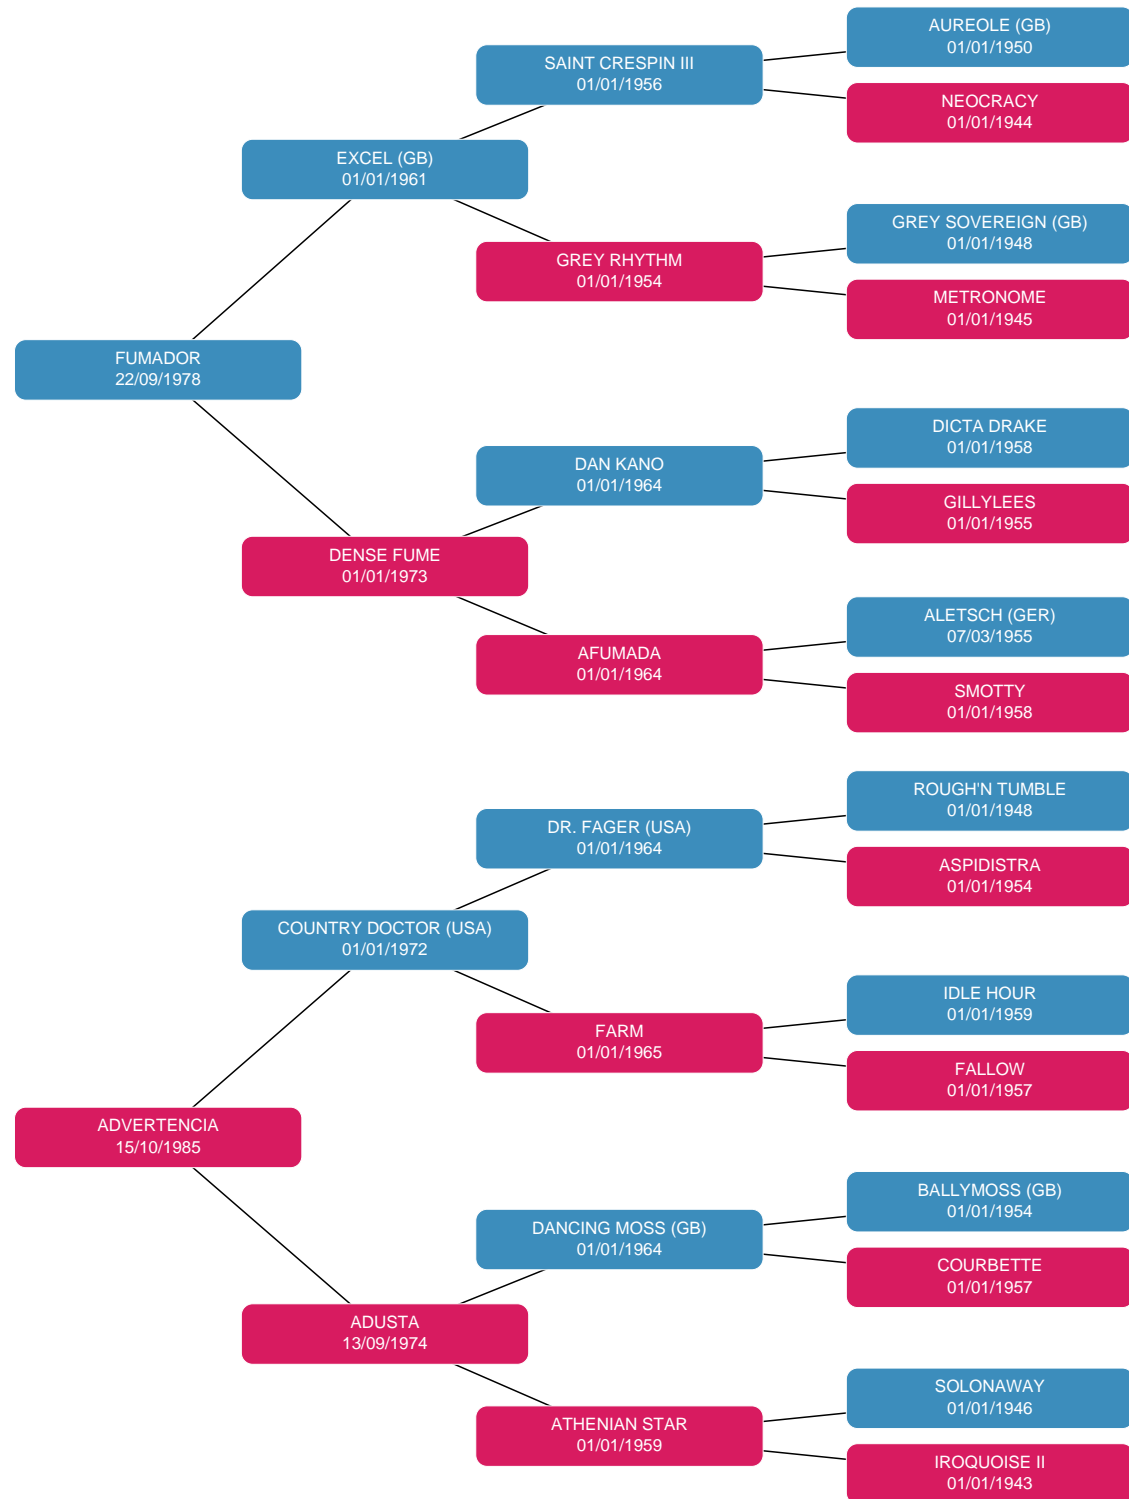 AUREOLE (GB)
01/01/1950
SAINT CRESPIN III
01/01/1956
NEOCRACY
01/01/1944
EXCEL (GB)
01/01/1961
GREY SOVEREIGN (GB)
01/01/1948
GREY RHYTHM
01/01/1954
METRONOME
01/01/1945
FUMADOR
22/09/1978
DICTA DRAKE
01/01/1958
DAN KANO
01/01/1964
GILLYLEES
01/01/1955
DENSE FUME
01/01/1973
ALETSCH (GER)
07/03/1955
AFUMADA
01/01/1964
SMOTTY
01/01/1958
ROUGH'N TUMBLE
01/01/1948
DR. FAGER (USA)
01/01/1964
ASPIDISTRA
01/01/1954
COUNTRY DOCTOR (USA)
01/01/1972
IDLE HOUR
01/01/1959
FARM
01/01/1965
FALLOW
01/01/1957
ADVERTENCIA
15/10/1985
BALLYMOSS (GB)
01/01/1954
DANCING MOSS (GB)
01/01/1964
COURBETTE
01/01/1957
ADUSTA
13/09/1974
SOLONAWAY
01/01/1946
ATHENIAN STAR
01/01/1959
IROQUOISE II
01/01/1943